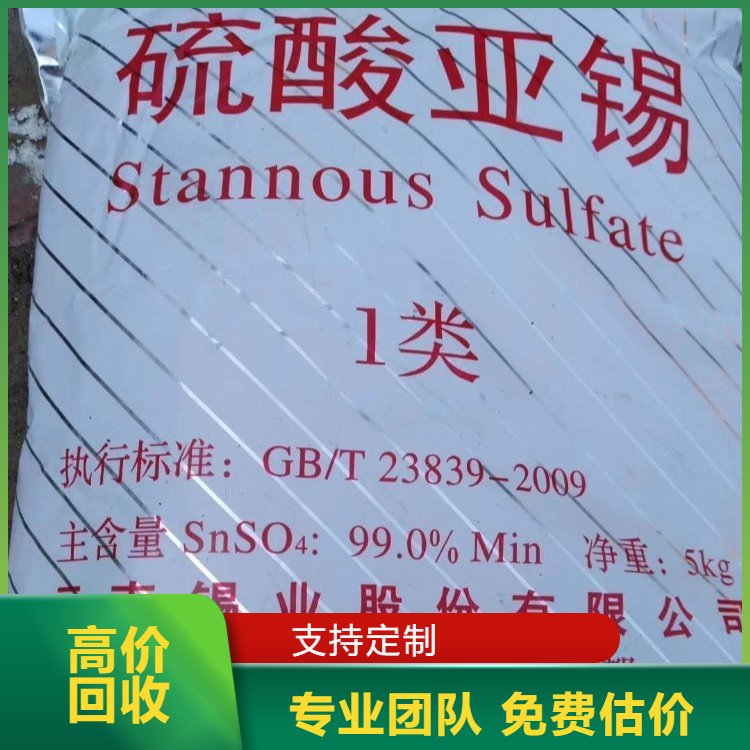 硫酸亚锡
Stannous Sulfate
1类
执行标准：GB/T 23839-2009
主含量 SnSO4：99.0% Min 净重：5kg
锡业股份有限公司
高价
回收
支持定制
专业团队 免费估价